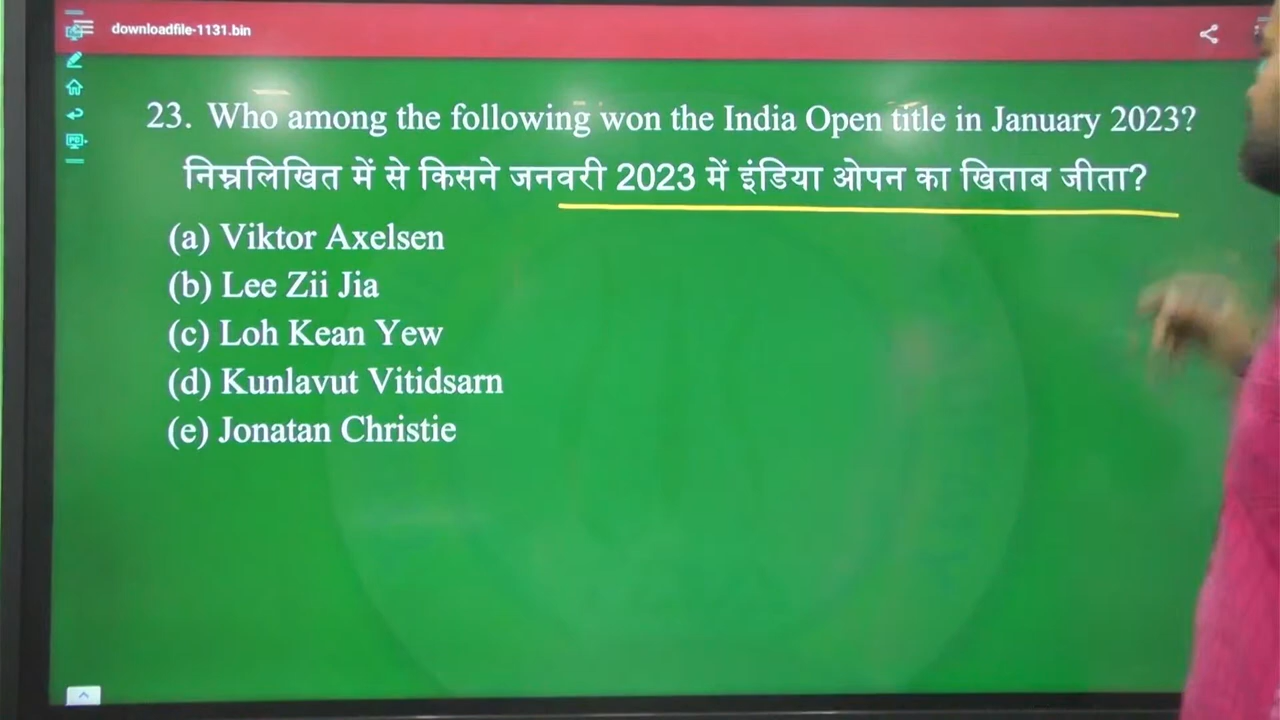 downloadfile-1131.bin
23. Who among the following won the India Open title in January 2023?
निम्नलिखित में से किसने जनवरी 2023 में इंडिया ओपन का खिताब जीता?
(a) Viktor Axelsen
(b) Lee Zii Jia
(c) Loh Kean Yew
(d) Kunlavut Vitidsarn
(e) Jonatan Christie